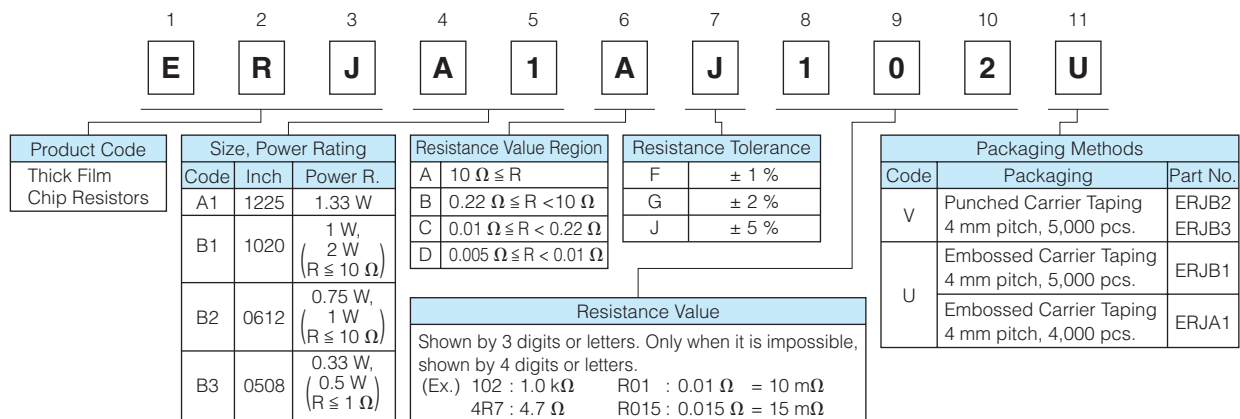 1 2 3 4 5 6 7 8 9 10 11
E R J A 1 A J 1 0 2 U
Product Code
Thick Film
Chip Resistors
Size, Power Rating
Code Inch Power R.
A1 1225 1.33 W
B1 1020 1 W,
2 W
(R ≦ 10 Ω)
B2 0612 0.75 W,
1 W
(R ≦ 10 Ω)
B3 0508 0.33 W,
0.5 W
(R ≦ 1 Ω)
Resistance Value Region
A 10 Ω ≦ R
B 0.22 Ω ≦ R < 10 Ω
C 0.01 Ω ≦ R < 0.22 Ω
D 0.005 Ω ≦ R < 0.01 Ω
Resistance Tolerance
F ± 1 %
G ± 2 %
J ± 5 %
Resistance Value
Shown by 3 digits or letters. Only when it is impossible,
shown by 4 digits or letters.
(Ex.) 102 : 1.0 kΩ R01 : 0.01 Ω = 10 mΩ
4R7 : 4.7 Ω R015 : 0.015 Ω = 15 mΩ
Packaging Methods
Code Packaging Part No.
V Punched Carrier Taping
4 mm pitch, 5,000 pcs.
ERJB2
ERJB3
U Embossed Carrier Taping
4 mm pitch, 5,000 pcs.
ERJB1
Embossed Carrier Taping
4 mm pitch, 4,000 pcs.
ERJA1